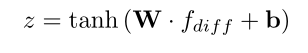 z = tanh (W · f_{diff} + b)